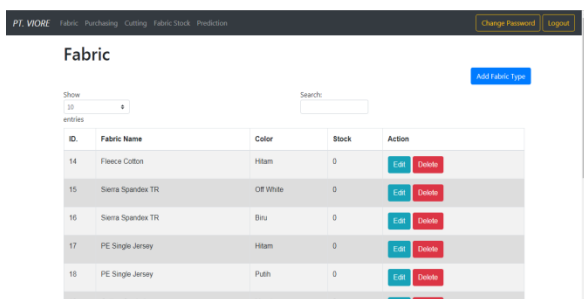 PT. VIORE Fabric Purchasing Cutting Fabric Stock Prediction Change Password Logout
Fabric
Add Fabric Type
Show
10
entries
Search:
ID. Fabric Name Color Stock Action
14 Fleece Cotton Hitam 0 Edit Delete
15 Sierra Spandex TR Off White 0 Edit Delete
16 Sierra Spandex TR Biru 0 Edit Delete
17 PE Single Jersey Hitam 0 Edit Delete
18 PE Single Jersey Putih 0 Edit Delete